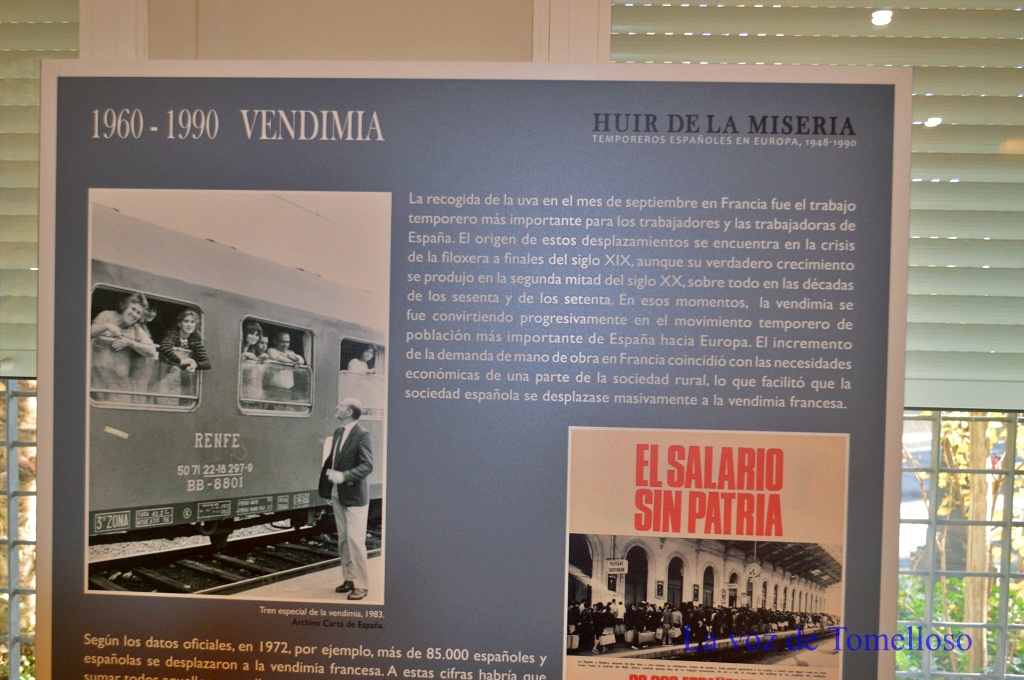 1960 - 1990 VENDIMIA
HUIR DE LA MISERIA
TEMPOREROS ESPAÑOLES EN EUROPA, 1948-1990
La recogida de la uva en el mes de septiembre en Francia fue el trabajo
temporero más importante para los trabajadores y las trabajadoras de
España. El origen de estos desplazamientos se encuentra en la crisis
de la filoxera a finales del siglo XIX, aunque su verdadero crecimiento
se produjo en la segunda mitad del siglo XX, sobre todo en las décadas
de los sesenta y de los setenta. En esos momentos, la vendimia se
fue convirtiendo progresivamente en el movimiento temporero de
población más importante de España hacia Europa. El incremento
de la demanda de mano de obra en Francia coincidió con las necesidades
económicas de una parte de la sociedad rural, lo que facilitó que la
sociedad española se desplazase masivamente a la vendimia francesa.
RENFE
50 71 22-16 297-9
BB-8801
3ª ZONA
Tren especial de la vendimia, 1983.
Archivo Carta de España.
Según los datos oficiales, en 1972, por ejemplo, más de 85.000 españoles y
españolas se desplazaron a la vendimia francesa. A estas cifras habría que
EL SALARIO
SIN PATRIA
La voz de Tomelloso